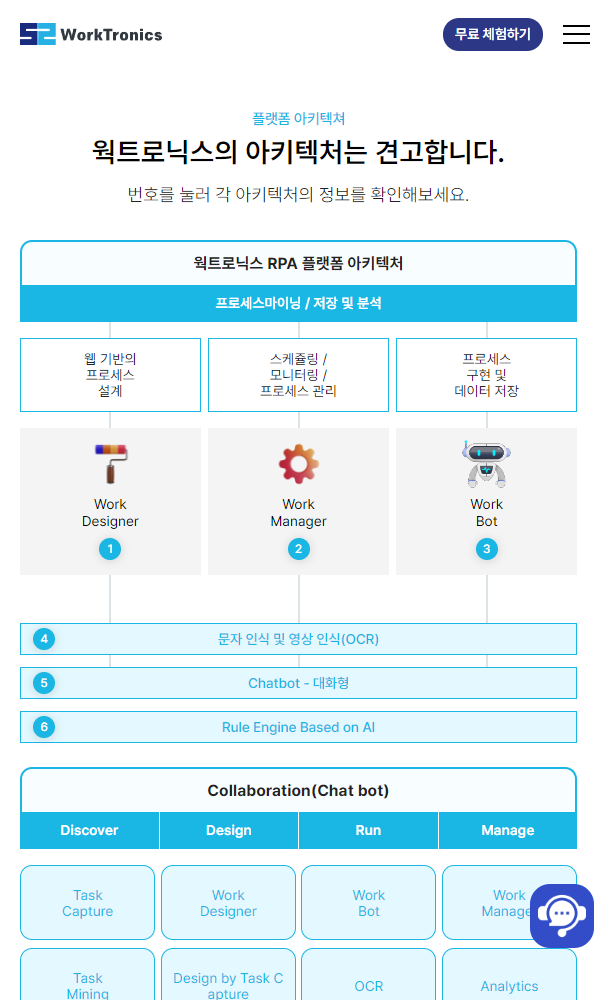 WorkTronics
무료 체험하기
플랫폼 아키텍쳐
웍트로닉스의 아키텍처는 견고합니다.
번호를 눌러 각 아키텍처의 정보를 확인해보세요.
웍트로닉스 RPA 플랫폼 아키텍처
프로세스마이닝 / 저장 및 분석
웹 기반의
프로세스
설계
스케쥴링 /
모니터링 /
프로세스 관리
프로세스
구현 및
데이터 저장
Work
Designer
1
Work
Manager
2
Work
Bot
3
4 문자 인식 및 영상 인식(OCR)
5 Chatbot - 대화형
6 Rule Engine Based on AI
Collaboration(Chat bot)
Discover Design Run Manage
Task
Capture
Work
Designer
Work
Bot
Work
Manage
Task
Mining
Design by Task C
apture
OCR
Analytics